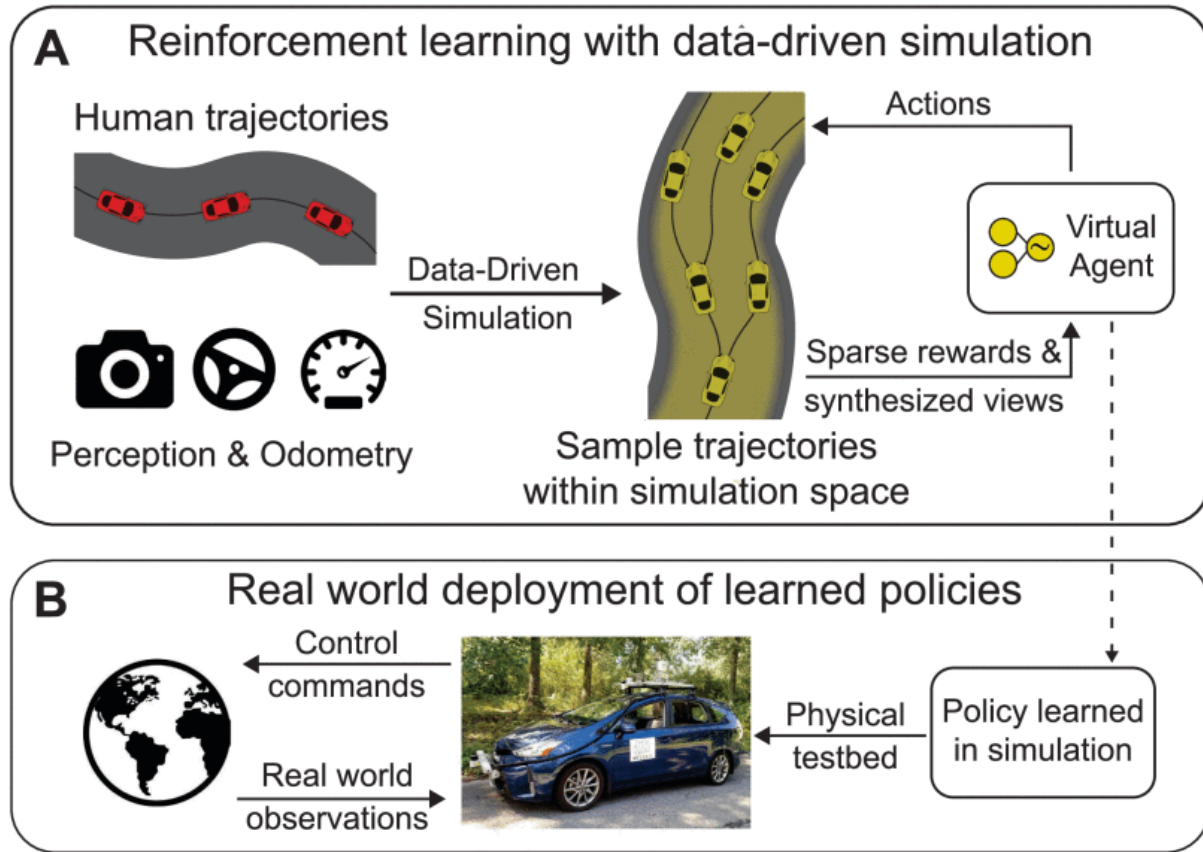 A
Reinforcement learning with data-driven simulation
Human trajectories
Perception & Odometry
Data-Driven
Simulation
Sample trajectories
within simulation space
Actions
Virtual
Agent
Sparse rewards &
synthesized views
B
Real world deployment of learned policies
Control
commands
Real world
observations
Physical
testbed
Policy learned
in simulation